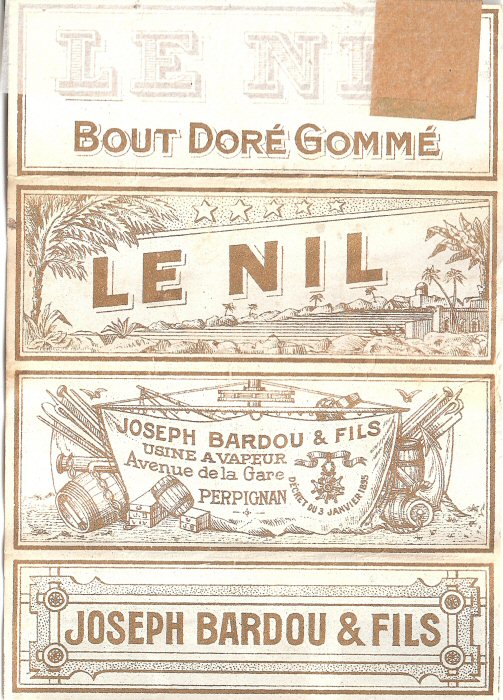 LE NI
BOUT DORÉ GOMMÉ
LE NIL
JOSEPH BARDOU & FILS
USINE A VAPEUR
Avenue de la Gare
PERPIGNAN
DÉCRET DU 3 JANVIER 1895
JOSEPH BARDOU & FILS